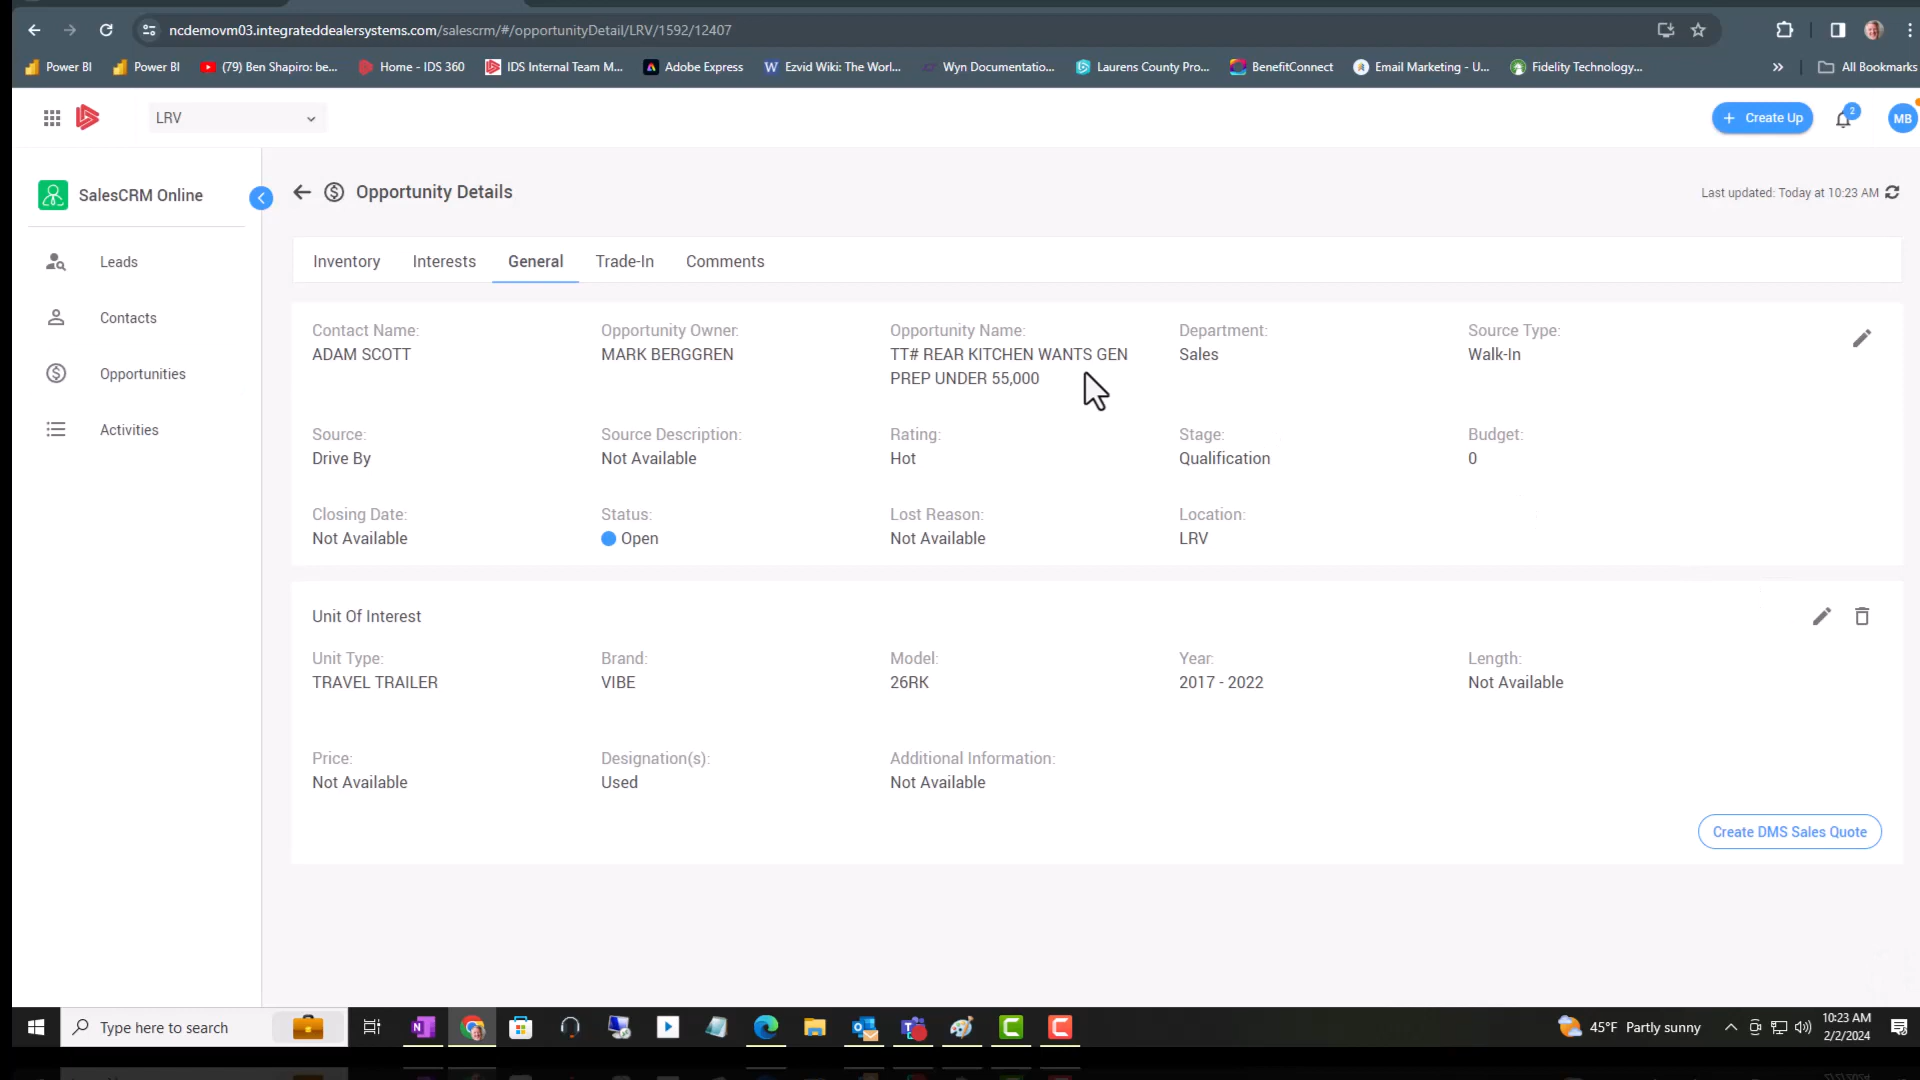 ncdemovm03.integrateddealersystems.com/salescrm/#/opportunityDetail/LRV/1592/12407
Power BI
Power BI
(79) Ben Shapiro: be...
Home - IDS 360
IDS Internal Team M...
Adobe Express
Ezvid Wiki: The Worl...
Wyn Documentatio...
Laurens County Pro...
BenefitConnect
Email Marketing - U...
Fidelity Technology...
»
All Bookmarks
LRV
+ Create Up
2
MB
SalesCRM Online
Opportunity Details
Last updated: Today at 10:23 AM
Leads
Contacts
Opportunities
Activities
Inventory
Interests
General
Trade-In
Comments
Contact Name:
ADAM SCOTT
Opportunity Owner:
MARK BERGGREN
Opportunity Name:
TT# REAR KITCHEN WANTS GEN
PREP UNDER 55,000
Department:
Sales
Source Type:
Walk-In
Source:
Drive By
Source Description:
Not Available
Rating:
Hot
Stage:
Qualification
Budget:
0
Closing Date:
Not Available
Status:
Open
Lost Reason:
Not Available
Location:
LRV
Unit Of Interest
Unit Type:
TRAVEL TRAILER
Brand:
VIBE
Model:
26RK
Year:
2017 - 2022
Length:
Not Available
Price:
Not Available
Designation(s):
Used
Additional Information:
Not Available
Create DMS Sales Quote
Type here to search
45°F Partly sunny
10:23 AM
2/2/2024